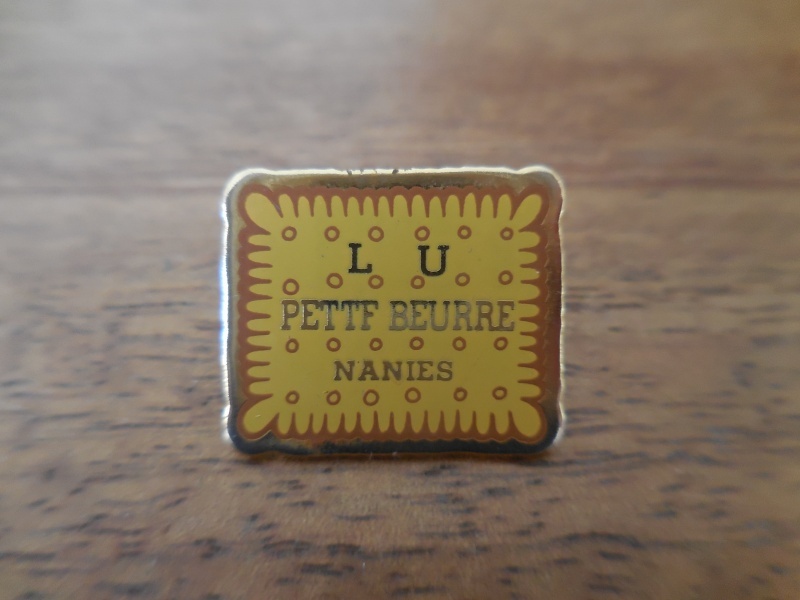 L U
PETTF BEURRE
NANIES